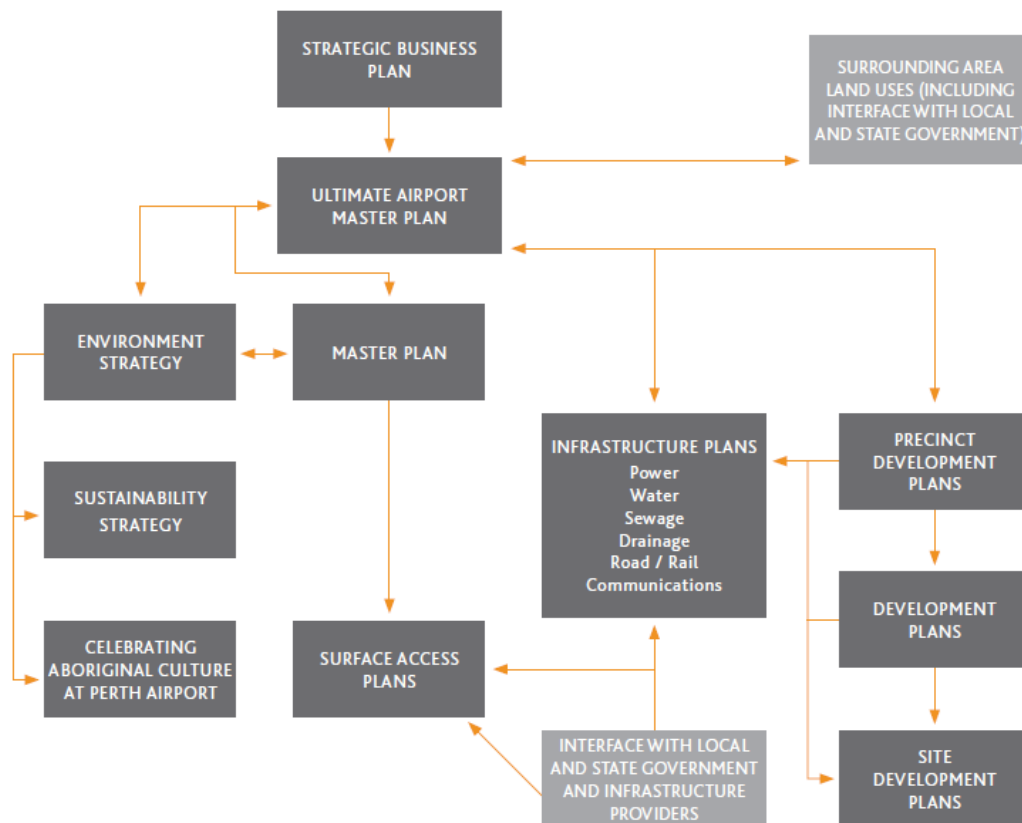 STRATEGIC BUSINESS
PLAN
SURROUNDING AREA
LAND USES (INCLUDING
INTERFACE WITH LOCAL
AND STATE GOVERNMENT)
ULTIMATE AIRPORT
MASTER PLAN
ENVIRONMENT
STRATEGY
MASTER PLAN
INFRASTRUCTURE PLANS
Power
Water
Sewage
Drainage
Road / Rail
Communications
PRECINCT
DEVELOPMENT
PLANS
SUSTAINABILITY
STRATEGY
DEVELOPMENT
PLANS
CELEBRATING
ABORIGINAL CULTURE
AT PERTH AIRPORT
SURFACE ACCESS
PLANS
INTERFACE WITH LOCAL
AND STATE GOVERNMENT
AND INFRASTRUCTURE
PROVIDERS
SITE
DEVELOPMENT
PLANS